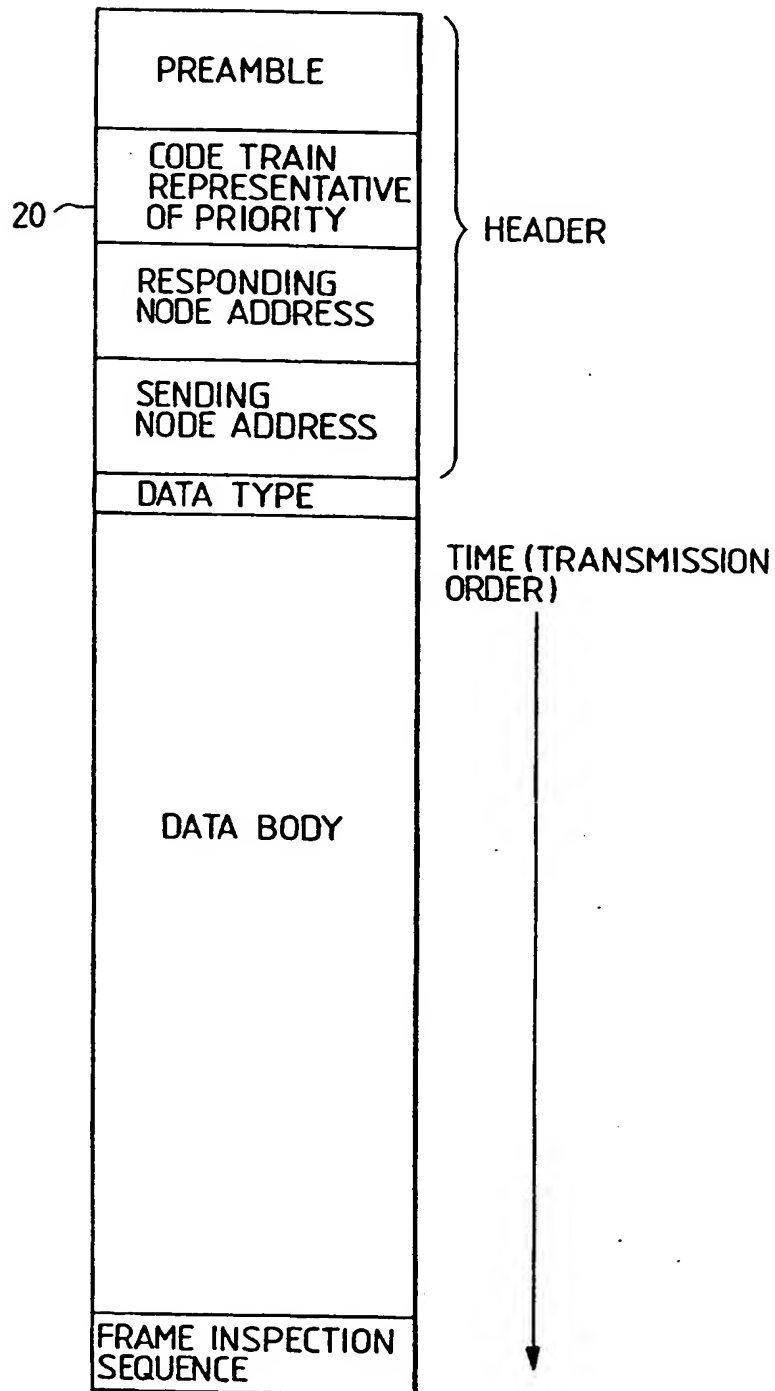 PREAMBLE
CODE TRAIN
REPRESENTATIVE
OF PRIORITY
20
HEADER
RESPONDING
NODE ADDRESS
SENDING
NODE ADDRESS
DATA TYPE
TIME (TRANSMISSION
ORDER)
DATA BODY
FRAME INSPECTION
SEQUENCE